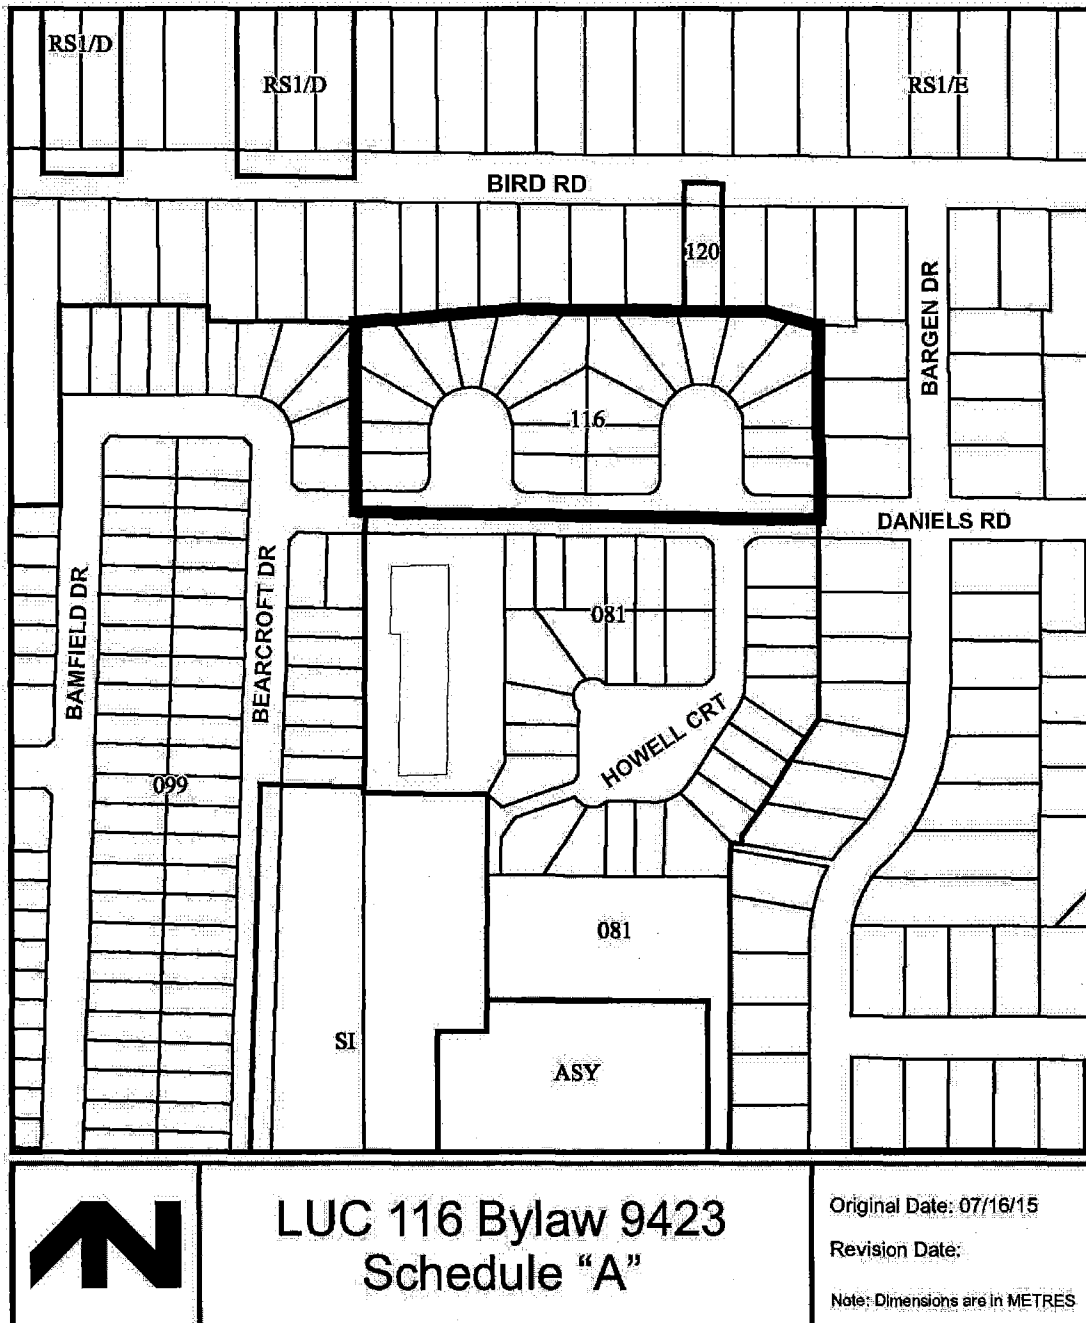 RS1/D
RS1/D
RS1/E
BIRD RD
120
BARGEN DR
116
DANIELS RD
BAMFIELD DR
BEARCROFT DR
081
HOWELL CRT
099
081
SI
ASY
LUC 116 Bylaw 9423
Schedule “A”
Original Date: 07/16/15
Revision Date:
Note: Dimensions are in METRES